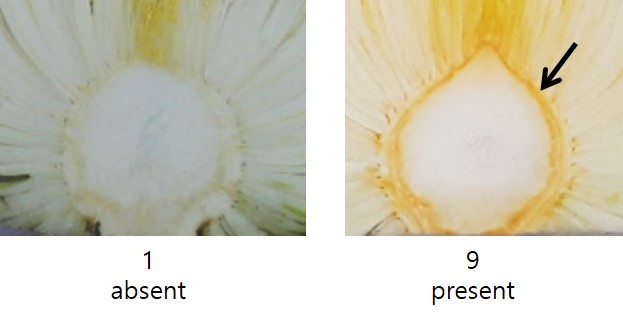 1
absent
9
present